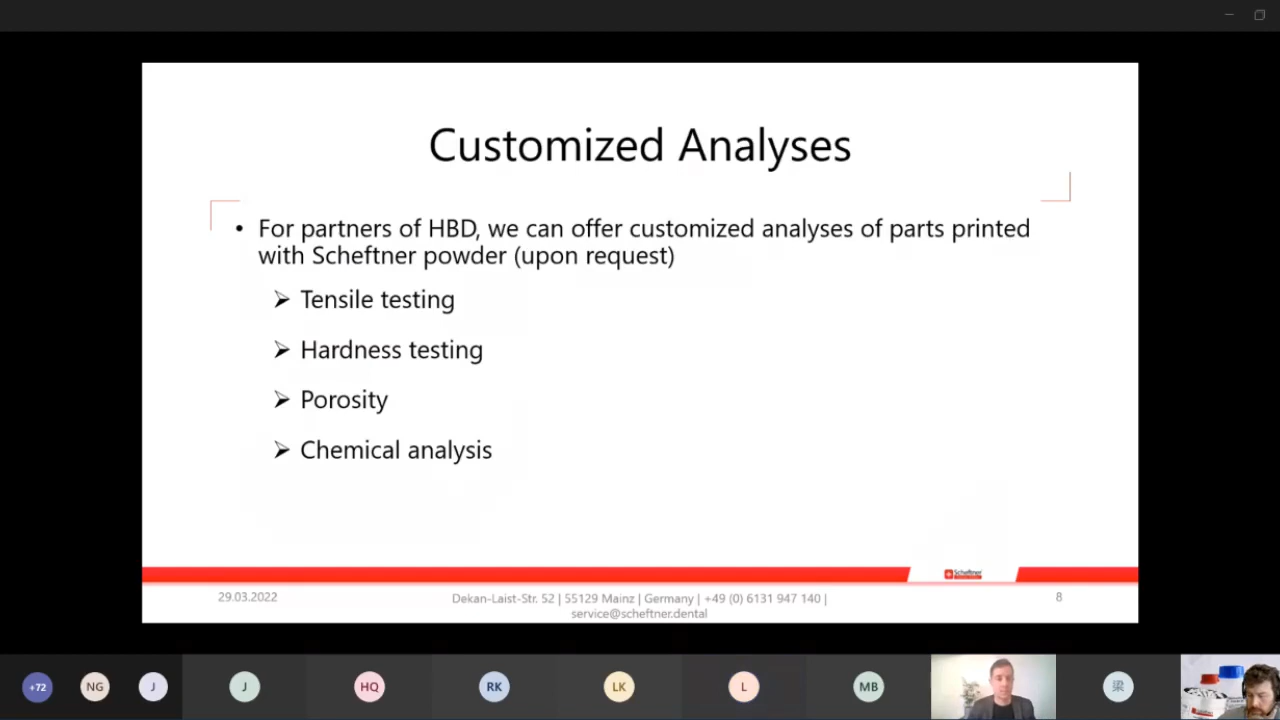 Customized Analyses
• For partners of HBD, we can offer customized analyses of parts printed
with Scheftner powder (upon request)
➢ Tensile testing
➢ Hardness testing
➢ Porosity
➢ Chemical analysis
Scheftner
29.03.2022
Dekan-Laist-Str. 52 | 55129 Mainz | Germany | +49 (0) 6131 947 140 |
service@scheftner.dental
8
+72 NG J J HQ RK LK L MB 梁